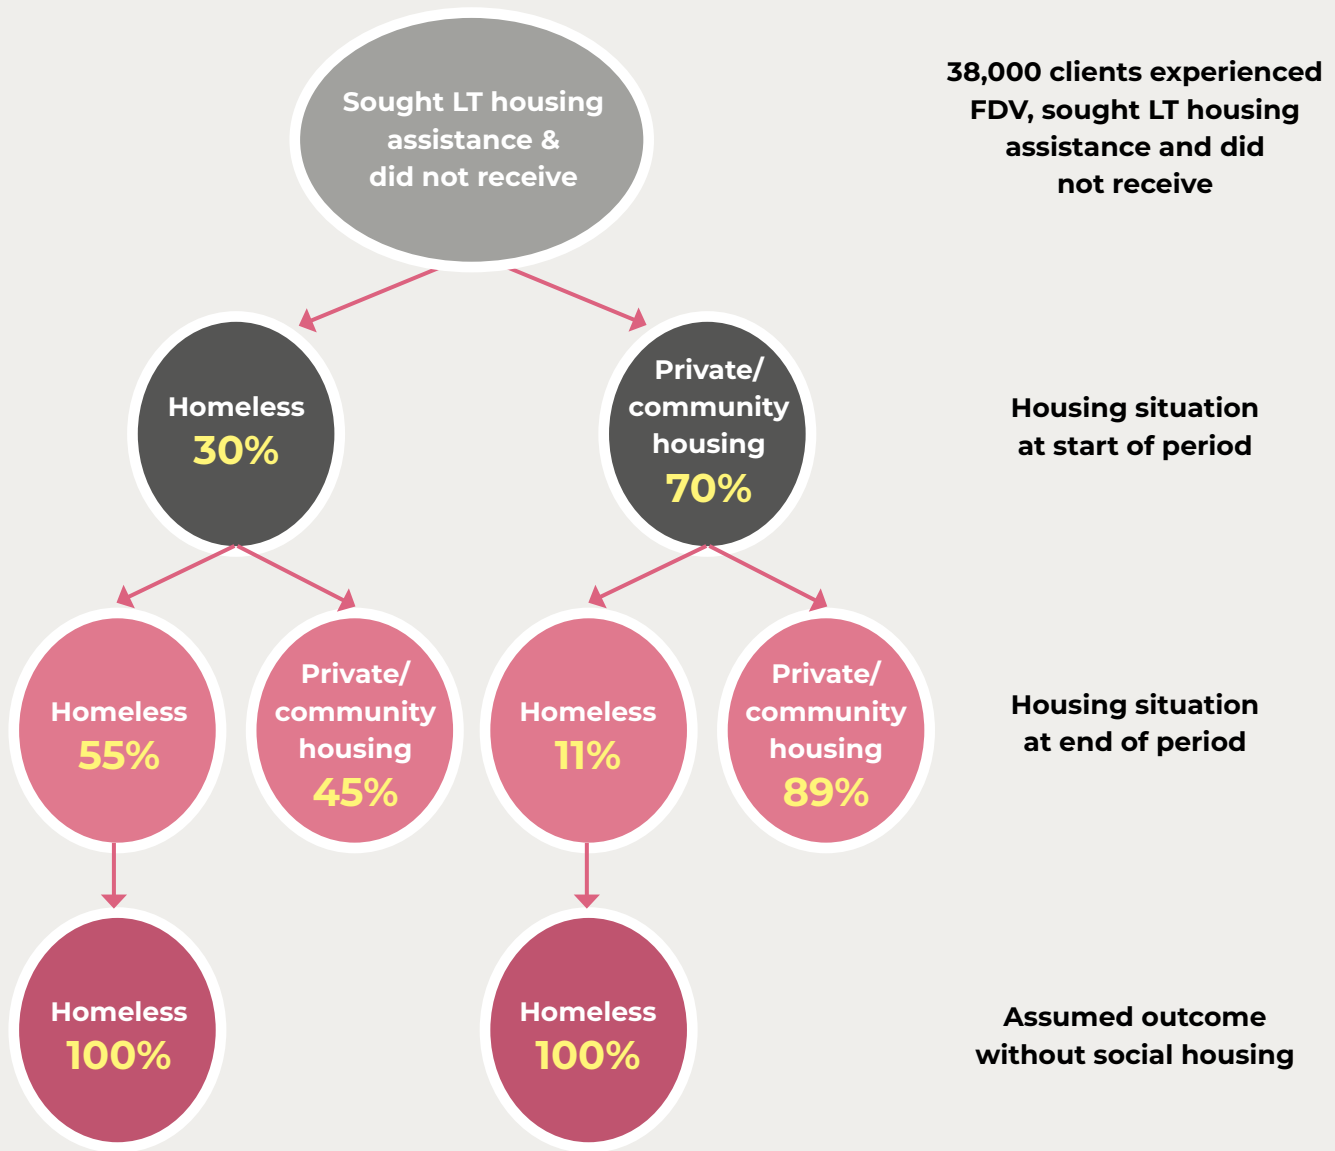 Sought LT housing
assistance &
did not receive
38,000 clients experienced
FDV, sought LT housing
assistance and did
not receive
Homeless
30%
Private/
community
housing
70%
Housing situation
at start of period
Homeless
55%
Private/
community
housing
45%
Homeless
11%
Private/
community
housing
89%
Housing situation
at end of period
Homeless
100%
Homeless
100%
Assumed outcome
without social housing